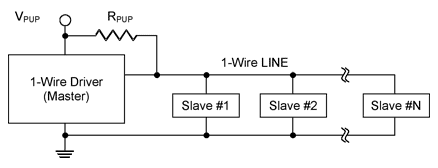 VPUP
RPUP
1-Wire Driver
(Master)
1-Wire LINE
Slave #1
Slave #2
Slave #N